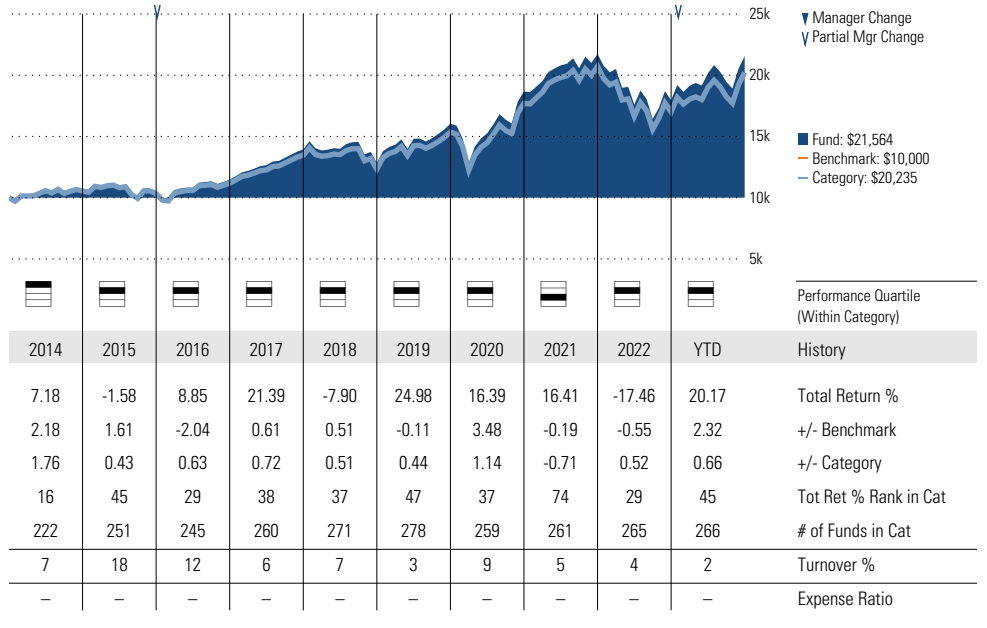 25k
20k
15k
10k
5k
Manager Change
Partial Mgr Change
Fund: $21,564
Benchmark: $10,000
Category: $20,235
Performance Quartile
(Within Category)
2014 2015 2016 2017 2018 2019 2020 2021 2022 YTD History
7.18 -1.58 8.85 21.39 -7.90 24.98 16.39 16.41 -17.46 20.17 Total Return %
2.18 1.61 -2.04 0.61 0.51 -0.11 3.48 -0.19 -0.55 2.32 +/- Benchmark
1.76 0.43 0.63 0.72 0.51 0.44 1.14 -0.71 0.52 0.66 +/- Category
16 45 29 38 37 47 37 74 29 45 Tot Ret % Rank in Cat
222 251 245 260 271 278 259 261 265 266 # of Funds in Cat
7 18 12 6 7 3 9 5 4 2 Turnover %
– – – – – – – – – – Expense Ratio